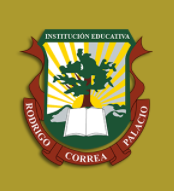 INSTITUCIÓN EDUCATIVA
RODRIGO
CORREA
PALACIO